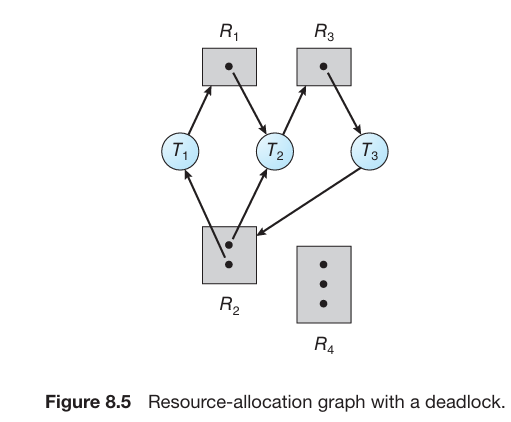 R1 R3
T1 T2 T3
R2
R4
Figure 8.5 Resource-allocation graph with a deadlock.